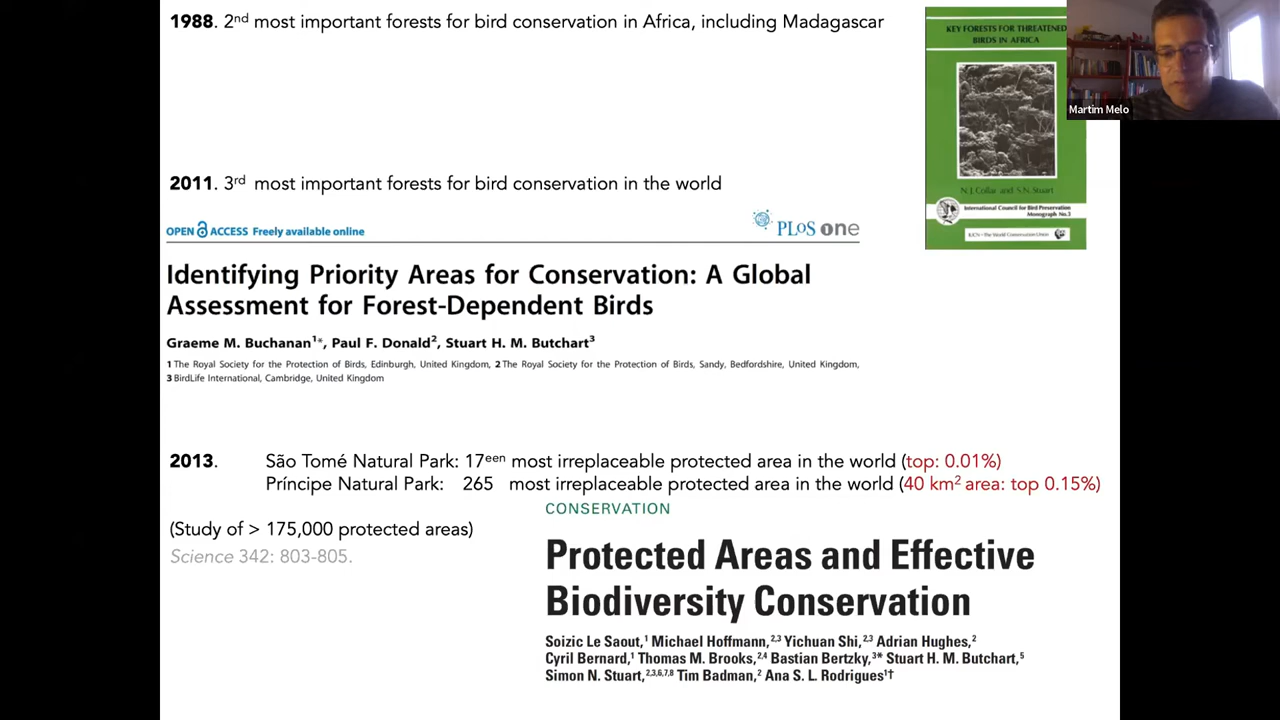 1988. 2nd most important forests for bird conservation in Africa, including Madagascar
KEY FORESTS FOR THREATENED
BIRDS IN AFRICA
N.J. Collar and S.N. Stuart
International Council for Bird Preservation
Monograph No.3
IUCN - The World Conservation Union
Martim Melo
2011. 3rd most important forests for bird conservation in the world
OPEN ACCESS Freely available online
PLoS one
Identifying Priority Areas for Conservation: A Global
Assessment for Forest-Dependent Birds
Graeme M. Buchanan1*, Paul F. Donald2, Stuart H. M. Butchart3
1 The Royal Society for the Protection of Birds, Edinburgh, United Kingdom, 2 The Royal Society for the Protection of Birds, Sandy, Bedfordshire, United Kingdom,
3 BirdLife International, Cambridge, United Kingdom
2013. São Tomé Natural Park: 17een most irreplaceable protected area in the world (top: 0.01%)
Príncipe Natural Park: 265 most irreplaceable protected area in the world (40 km2 area: top 0.15%)
(Study of > 175,000 protected areas)
Science 342: 803-805.
CONSERVATION
Protected Areas and Effective
Biodiversity Conservation
Soizic Le Saout,1 Michael Hoffmann,2,3 Yichuan Shi,2,3 Adrian Hughes,2
Cyril Bernard,1 Thomas M. Brooks,2,4 Bastian Bertzky,3* Stuart H. M. Butchart,5
Simon N. Stuart,2,3,6,7,8 Tim Badman,2 Ana S. L. Rodrigues1†